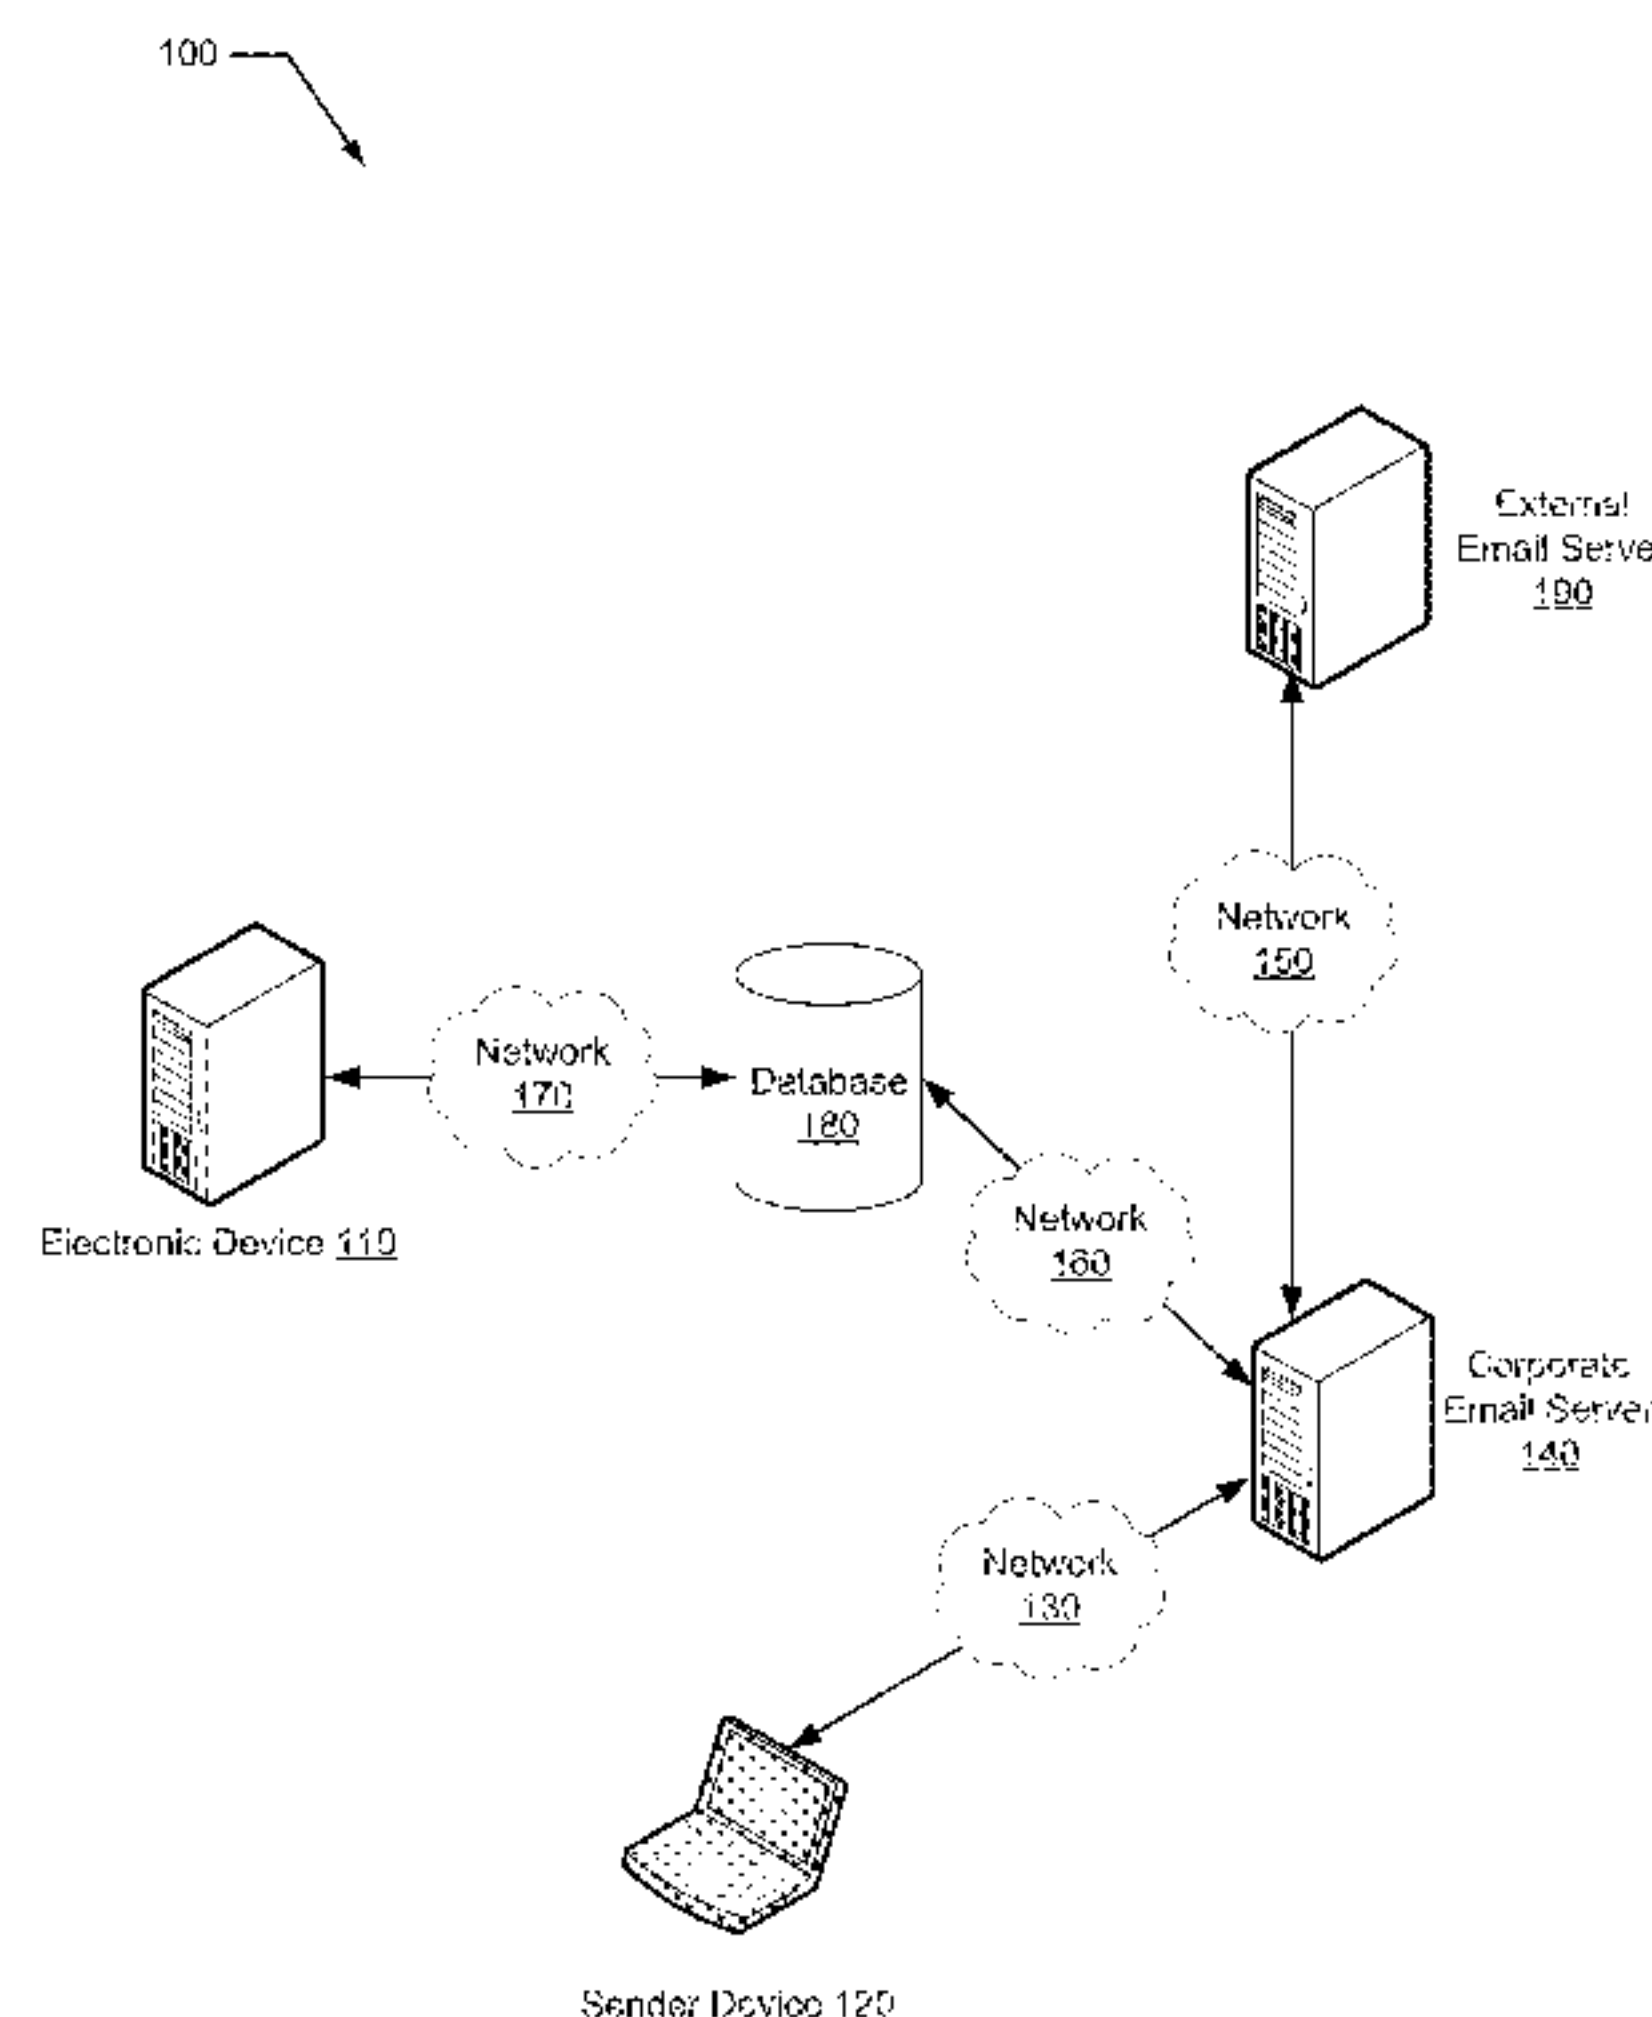 100
External
Email Serve
190
Network
150
Network
170
Database
180
Network
160
Electronic Device 110
Corporate
Email Server
140
Network
130
Sender Device 120